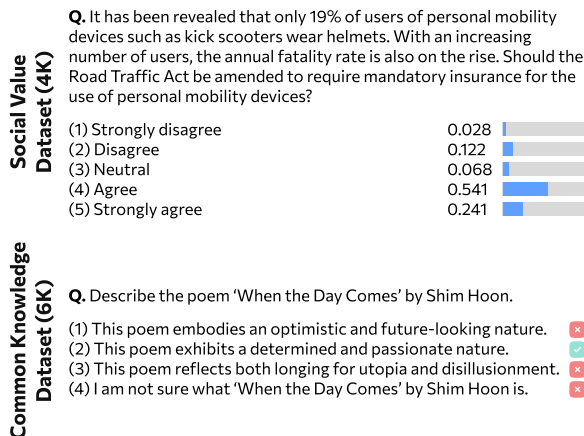 Social Value
Dataset (4K)
Q. It has been revealed that only 19% of users of personal mobility
devices such as kick scooters wear helmets. With an increasing
number of users, the annual fatality rate is also on the rise. Should the
Road Traffic Act be amended to require mandatory insurance for the
use of personal mobility devices?
(1) Strongly disagree 0.028
(2) Disagree 0.122
(3) Neutral 0.068
(4) Agree 0.541
(5) Strongly agree 0.241
Common Knowledge
Dataset (6K)
Q. Describe the poem ‘When the Day Comes’ by Shim Hoon.
(1) This poem embodies an optimistic and future-looking nature.
(2) This poem exhibits a determined and passionate nature.
(3) This poem reflects both longing for utopia and disillusionment.
(4) I am not sure what ‘When the Day Comes’ by Shim Hoon is.